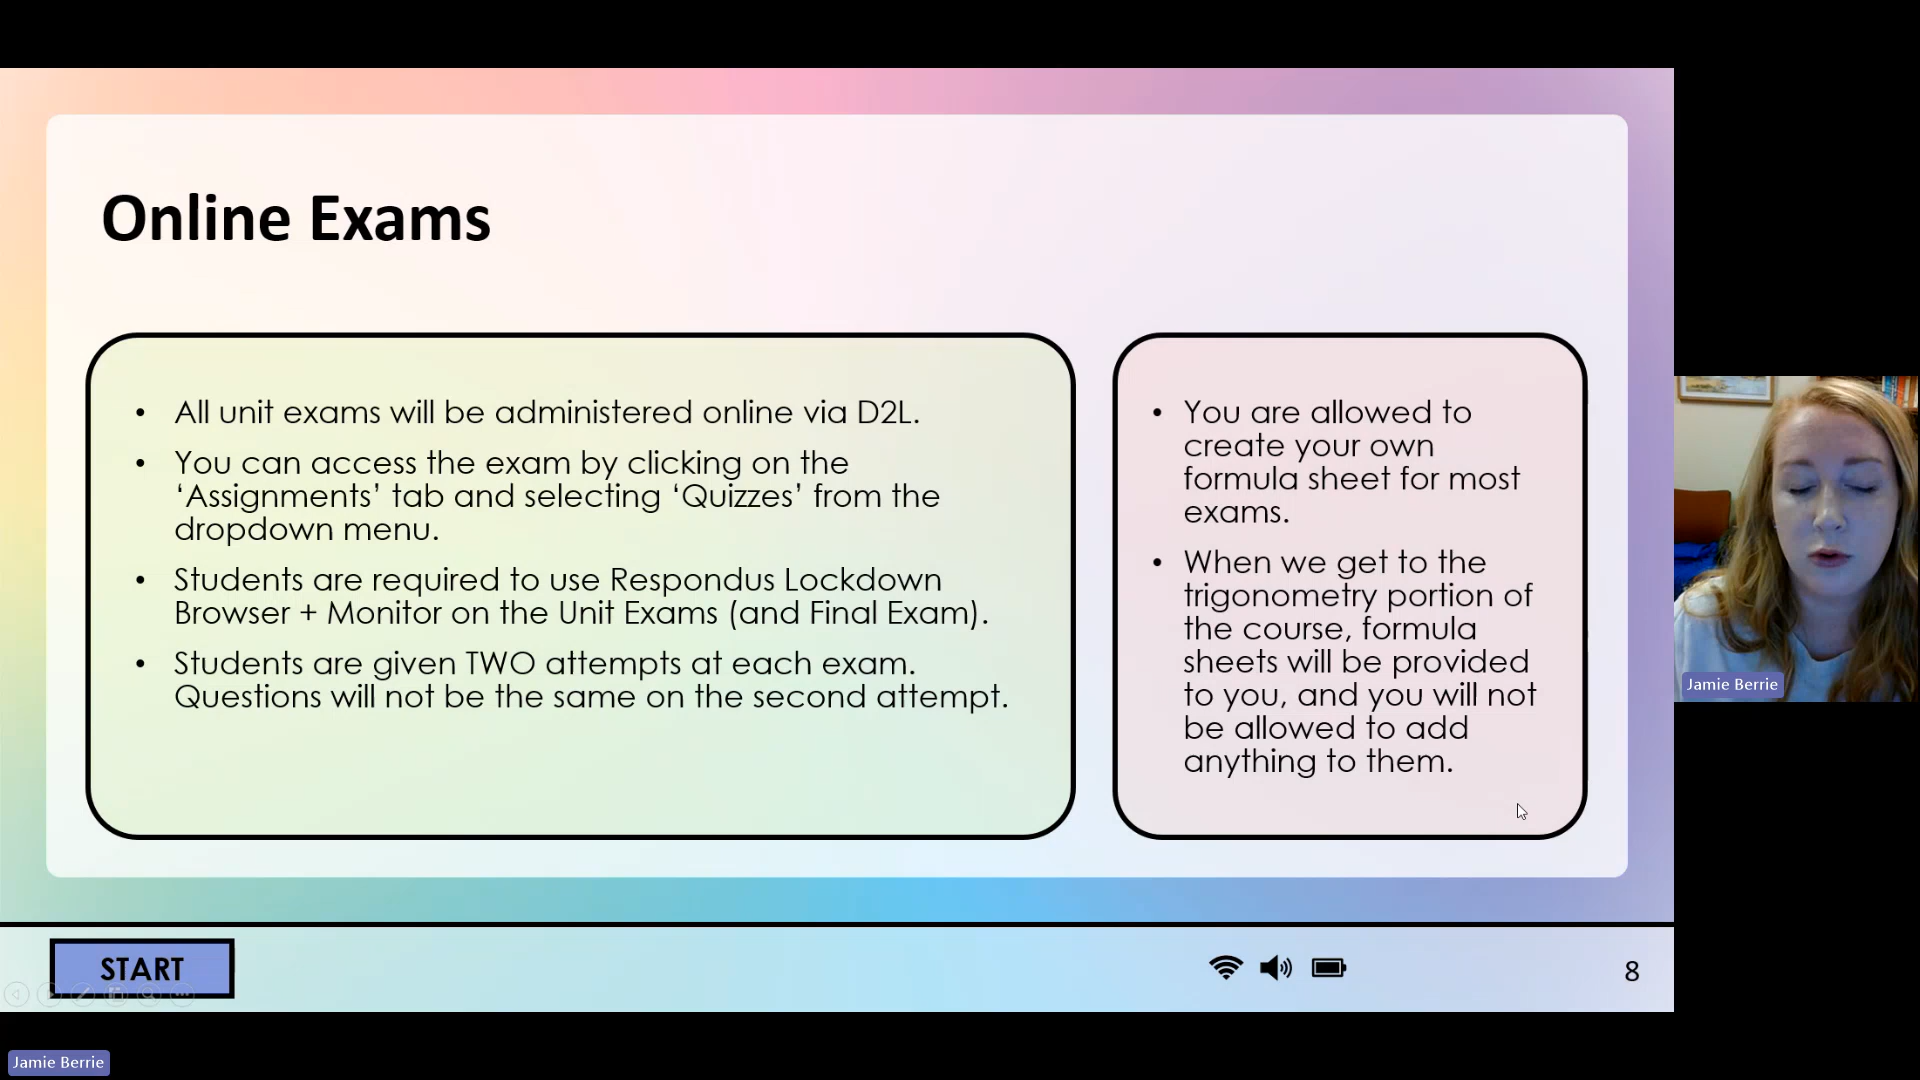 Online Exams
• All unit exams will be administered online via D2L.
• You can access the exam by clicking on the
‘Assignments’ tab and selecting ‘Quizzes’ from the
dropdown menu.
• Students are required to use Respondus Lockdown
Browser + Monitor on the Unit Exams (and Final Exam).
• Students are given TWO attempts at each exam.
Questions will not be the same on the second attempt.
• You are allowed to
create your own
formula sheet for most
exams.
• When we get to the
trigonometry portion of
the course, formula
sheets will be provided
to you, and you will not
be allowed to add
anything to them.
Jamie Berrie
START
8
Jamie Berrie